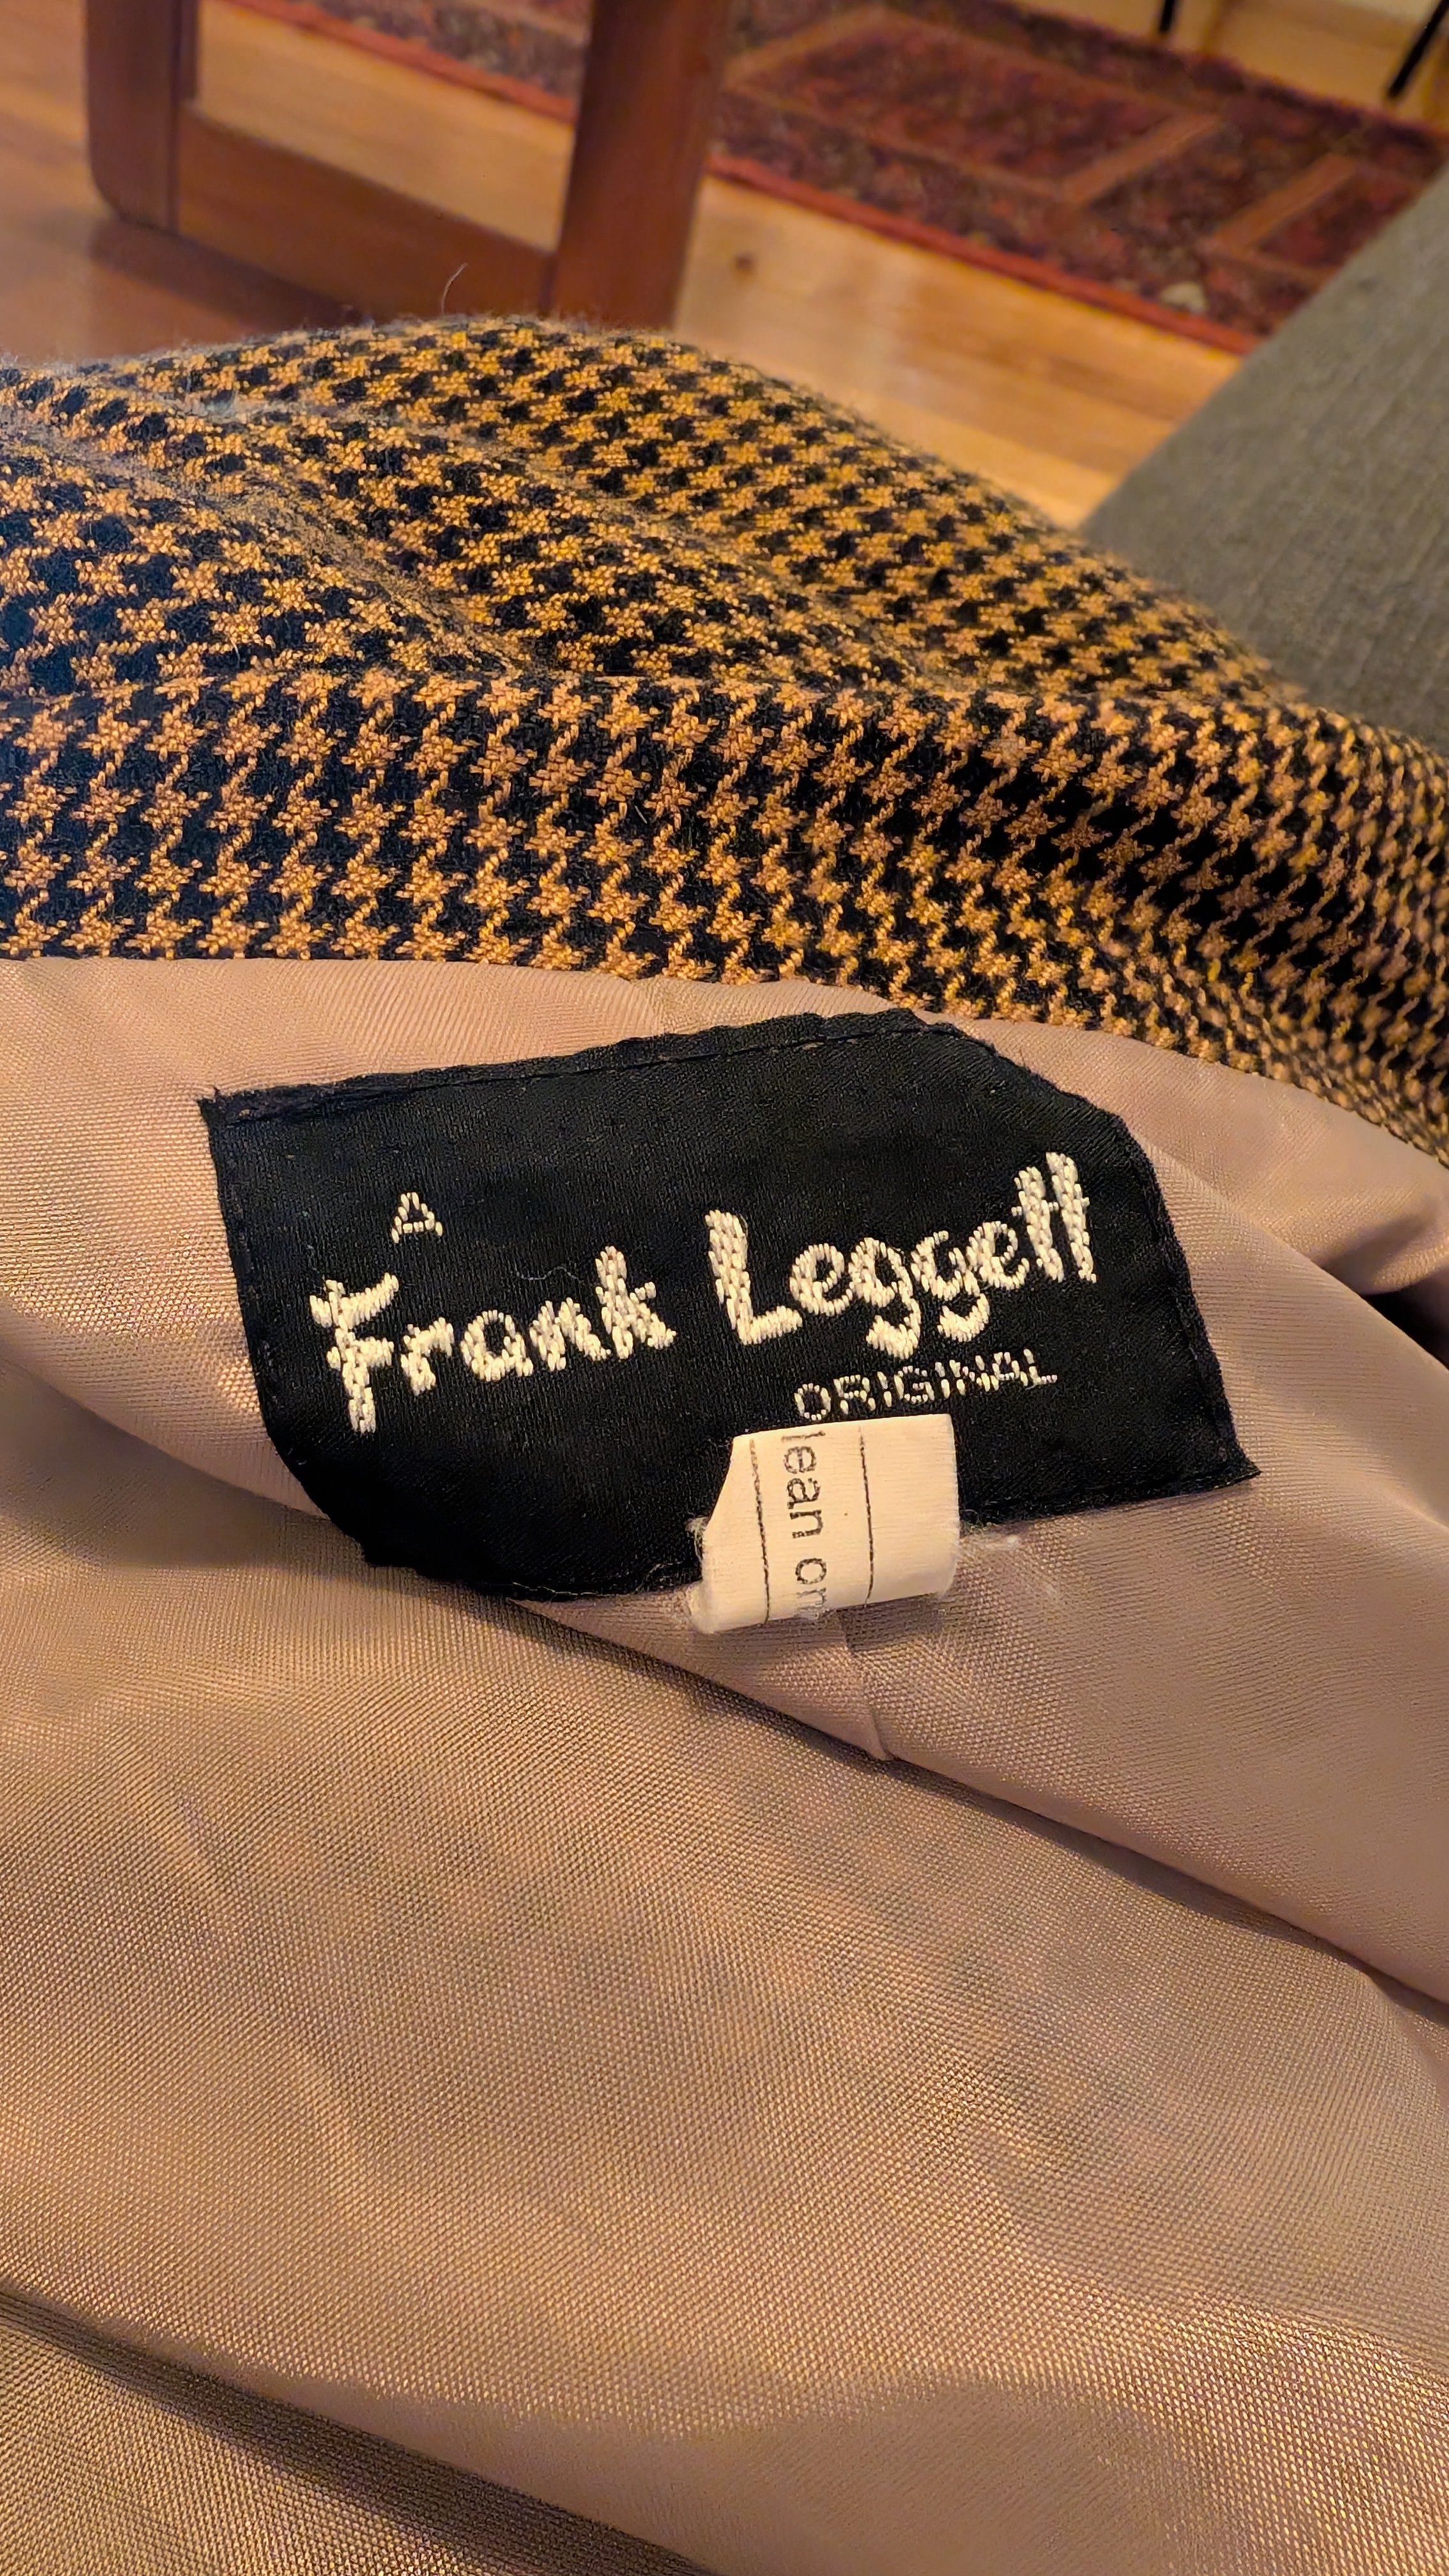 A
Frank Leggett
ORIGINAL
lean on